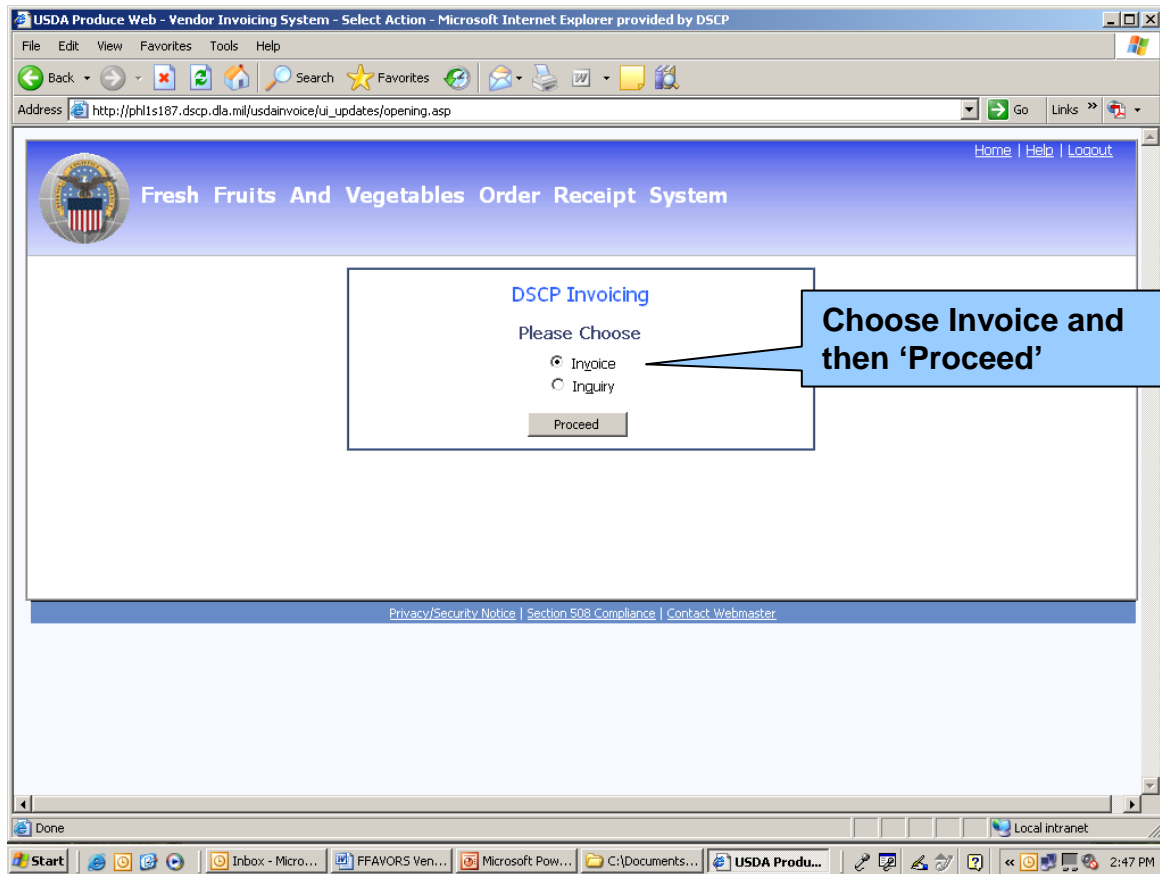 USDA Produce Web - Vendor Invoicing System - Select Action - Microsoft Internet Explorer provided by DSCP
File Edit View Favorites Tools Help
Back Search Favorites
Address http://phl1s187.dscp.dla.mil/usdainvoice/ui_updates/opening.asp Go Links »
Home | Help | Logout
Fresh Fruits And Vegetables Order Receipt System
DSCP Invoicing
Please Choose
Invoice
Inquiry
Proceed
Choose Invoice and
then ‘Proceed’
Privacy/Security Notice | Section 508 Compliance | Contact Webmaster
Done Local intranet
Start Inbox - Micro... FFAVORS Ven... Microsoft Pow... C:\Documents... USDA Produ... « 2:47 PM